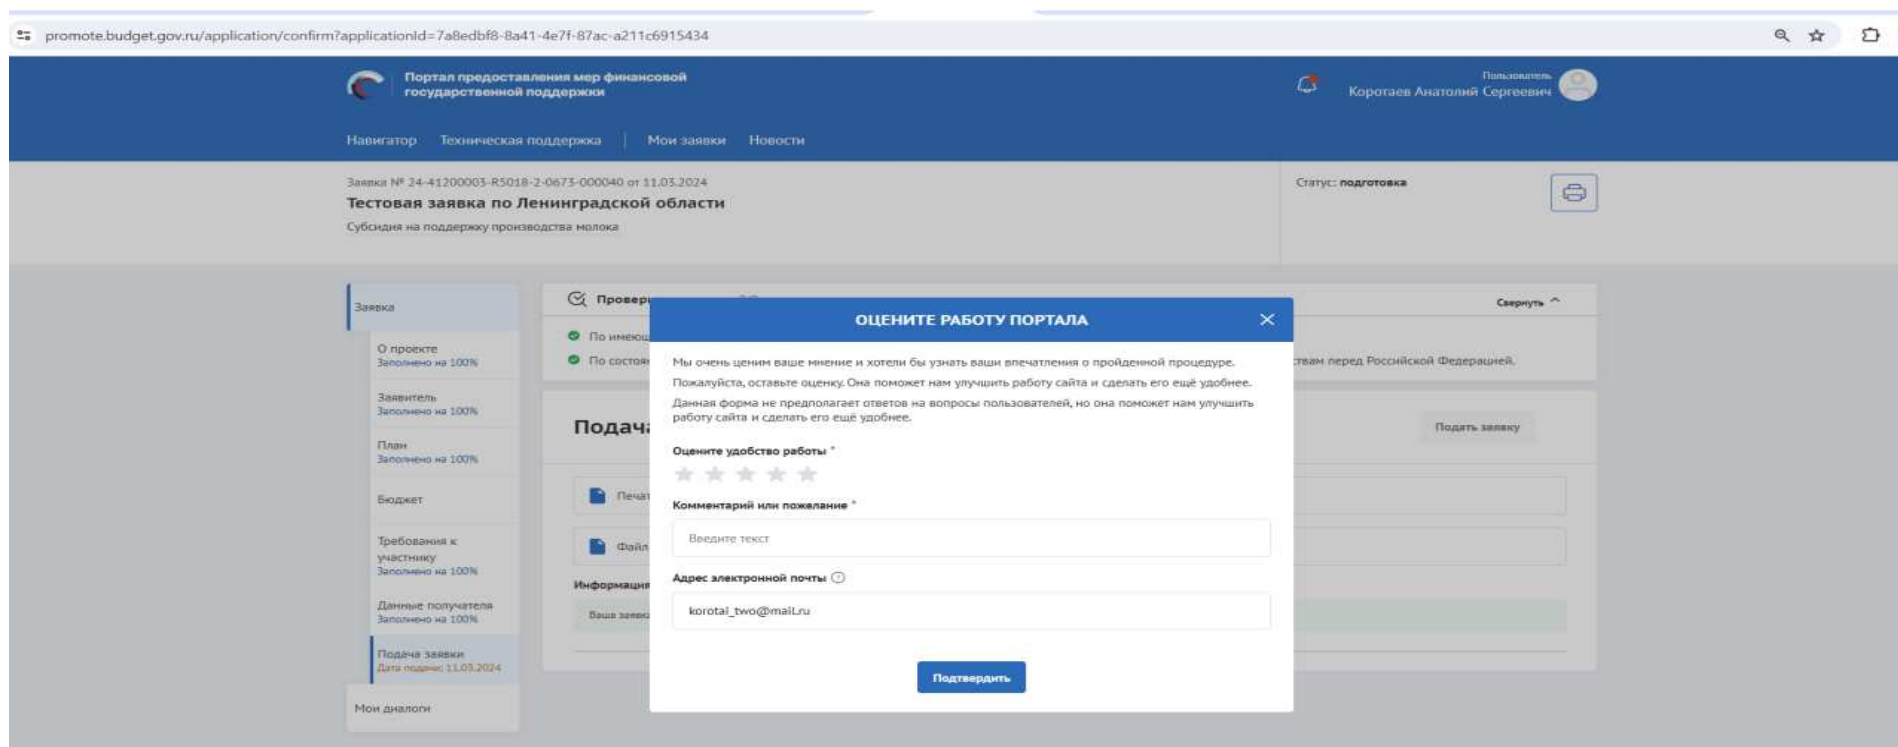 promote.budget.gov.ru/application/confirm?applicationId=7a8edbf8-8a41-4e7f-87ac-a211c6915434
Портал предоставления мер финансовой
государственной поддержки
Пользователь
Коротаев Анатолий Сергеевич
Навигатор Техническая поддержка | Мои заявки Новости
Заявка № 24-41200003-R5018-2-0673-000040 от 11.03.2024
Статус: подготовка
Тестовая заявка по Ленинградской области
Субсидия на поддержку производства молока
Заявка
Провер
Свернуть
О проекте
Заполнено на 100%
Заявитель
Заполнено на 100%
План
Заполнено на 100%
Бюджет
Требования к
участнику
Заполнено на 100%
Данные получателя
Заполнено на 100%
Подача заявки
Дата подачи: 11.03.2024
Мои диалоги
По имеющ
По состоя
ствам перед Российской Федерацией.
Подача
Подать заявку
Печат
Файл
Информация
Ваша заявка
ОЦЕНИТЕ РАБОТУ ПОРТАЛА
Мы очень ценим ваше мнение и хотели бы узнать ваши впечатления о пройденной процедуре.
Пожалуйста, оставьте оценку. Она поможет нам улучшить работу сайта и сделать его ещё удобнее.
Данная форма не предполагает ответов на вопросы пользователей, но она поможет нам улучшить
работу сайта и сделать его ещё удобнее.
Оцените удобство работы *
Комментарий или пожелание *
Введите текст
Адрес электронной почты
korotai_two@mail.ru
Подтвердить